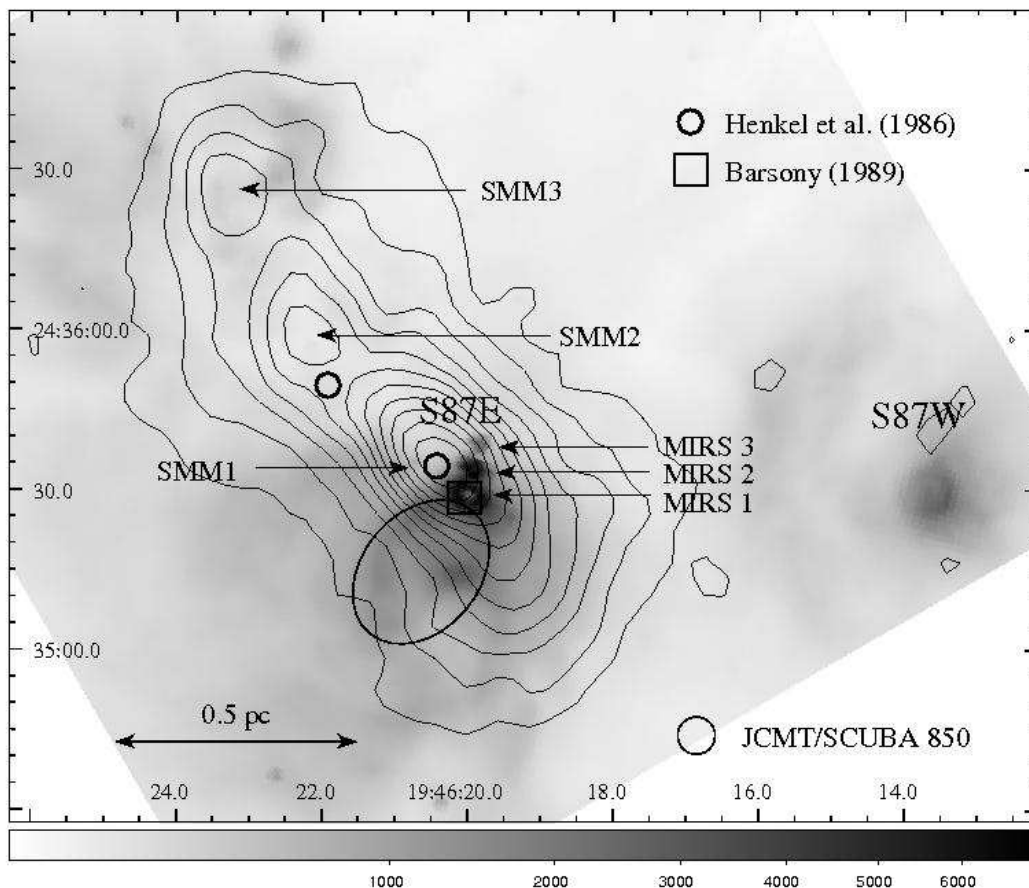 Henkel et al. (1986)
Barsony (1989)
30.0
SMM3
24:36:00.0
SMM2
S87E
S87W
MIRS 3
SMM1
MIRS 2
30.0
MIRS 1
35:00.0
0.5 pc
JCMT/SCUBA 850
24.0 22.0 19:46:20.0 18.0 16.0 14.0
1000 2000 3000 4000 5000 6000